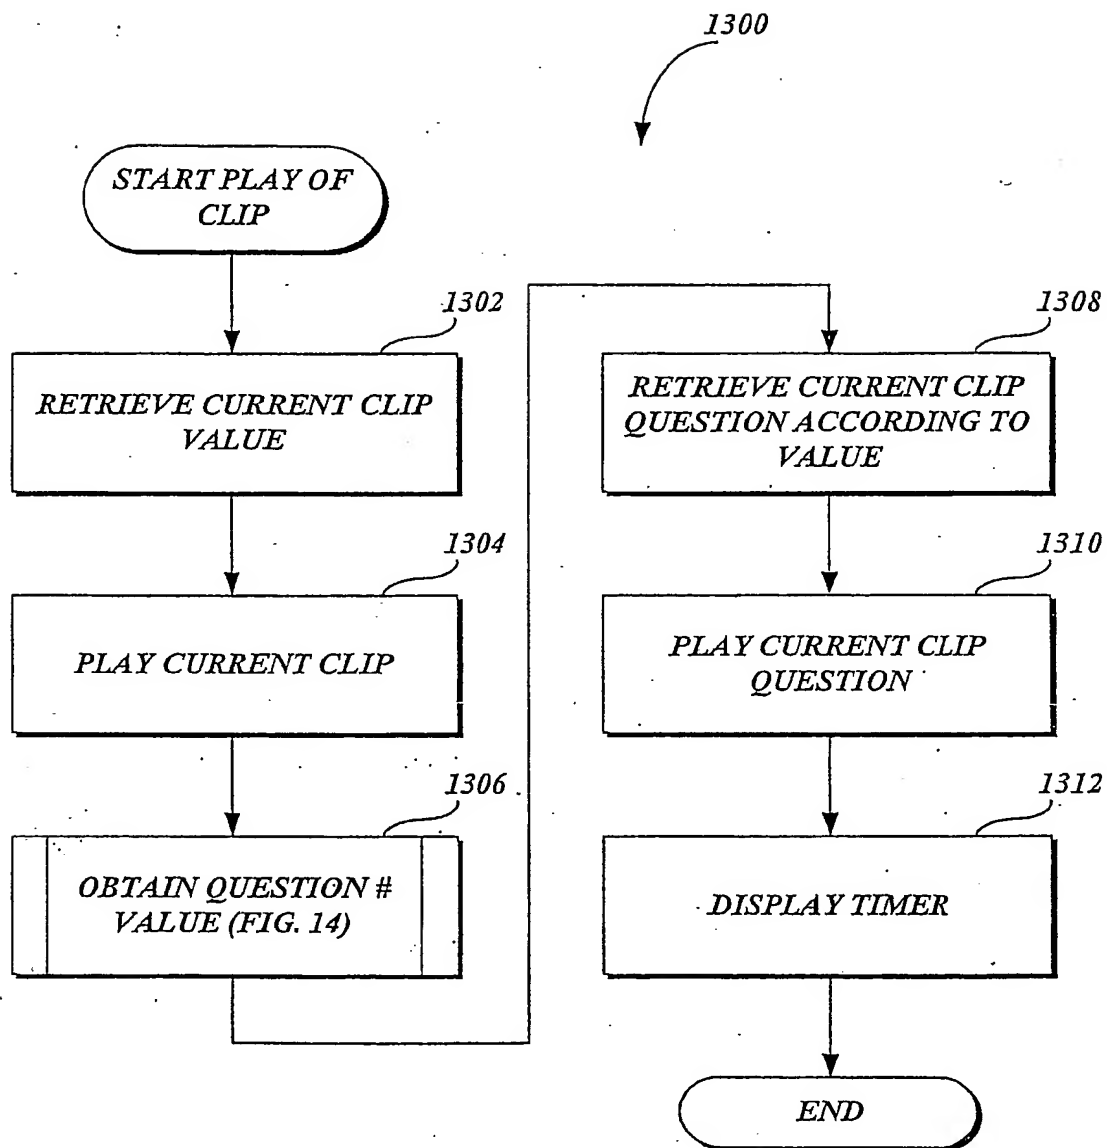 1300
START PLAY OF
CLIP
1302
RETRIEVE CURRENT CLIP
VALUE
1304
PLAY CURRENT CLIP
1306
OBTAIN QUESTION #
VALUE (FIG. 14)
1308
RETRIEVE CURRENT CLIP
QUESTION ACCORDING TO
VALUE
1310
PLAY CURRENT CLIP
QUESTION
1312
DISPLAY TIMER
END